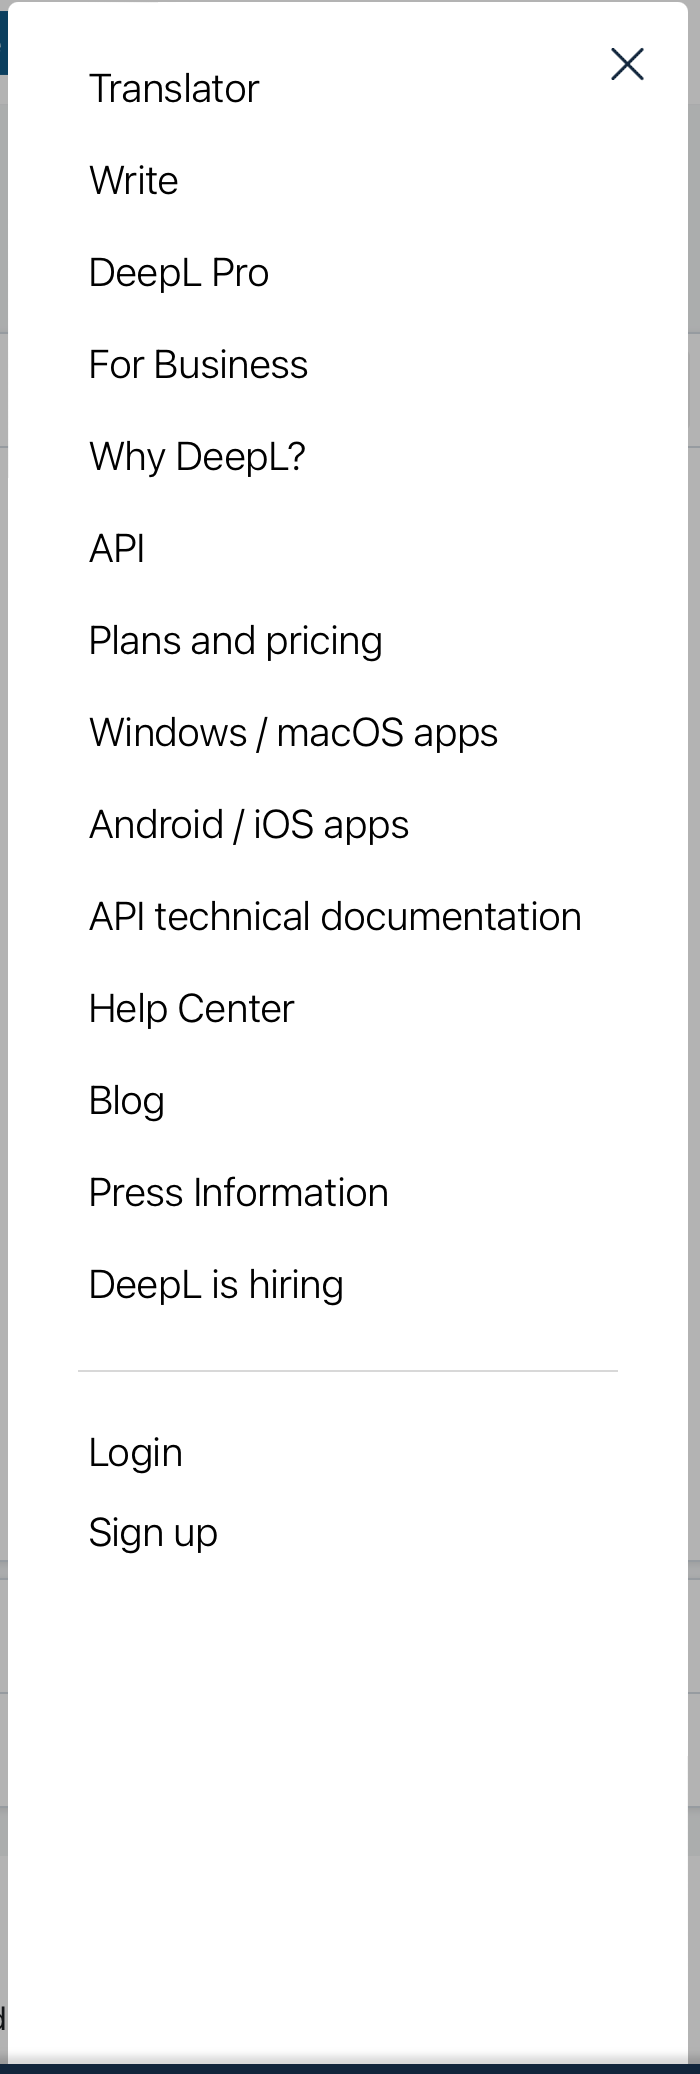 Translator
Write
DeepL Pro
For Business
Why DeepL?
API
Plans and pricing
Windows / macOS apps
Android / iOS apps
API technical documentation
Help Center
Blog
Press Information
DeepL is hiring
Login
Sign up